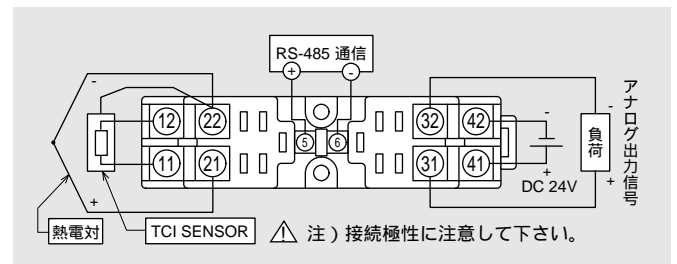 RS-485 通信
+ -
-
12 22 5 6 32 42
11 21 31 41
-
+
DC 24V
-
負荷
+
アナログ出力信号
+
熱電対
TCI SENSOR
注）接続極性に注意して下さい。